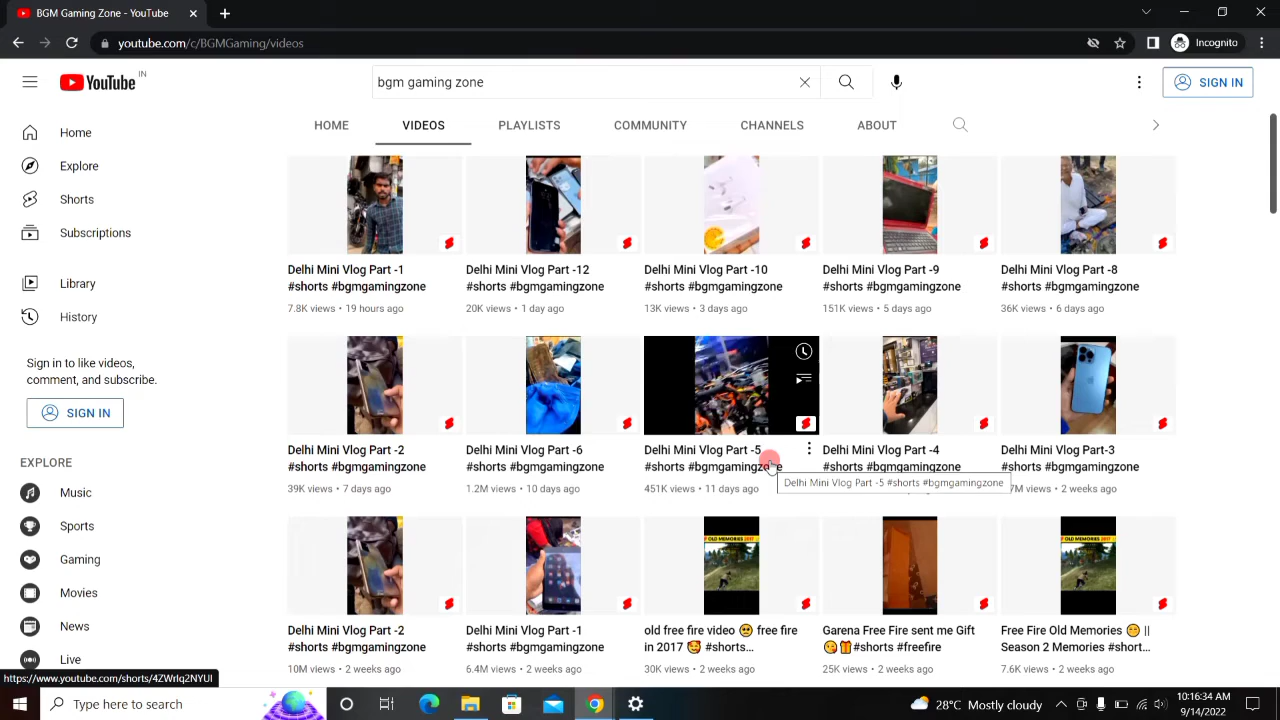 BGM Gaming Zone - YouTube
youtube.com/c/BGMGaming/videos
Incognito
YouTube IN
bgm gaming zone
SIGN IN
HOME VIDEOS PLAYLISTS COMMUNITY CHANNELS ABOUT
Home
Explore
Shorts
Subscriptions
Library
History
Sign in to like videos,
comment, and subscribe.
SIGN IN
EXPLORE
Music
Sports
Gaming
Movies
News
Live
Delhi Mini Vlog Part -1
#shorts #bgmgamingzone
7.8K views • 19 hours ago
Delhi Mini Vlog Part -12
#shorts #bgmgamingzone
20K views • 1 day ago
Delhi Mini Vlog Part -10
#shorts #bgmgamingzone
13K views • 3 days ago
Delhi Mini Vlog Part -9
#shorts #bgmgamingzone
151K views • 5 days ago
Delhi Mini Vlog Part -8
#shorts #bgmgamingzone
36K views • 6 days ago
Delhi Mini Vlog Part -2
#shorts #bgmgamingzone
39K views • 7 days ago
Delhi Mini Vlog Part -6
#shorts #bgmgamingzone
1.2M views • 10 days ago
Delhi Mini Vlog Part -5
#shorts #bgmgamingzone
451K views • 11 days ago
Delhi Mini Vlog Part -5 #shorts #bgmgamingzone
Delhi Mini Vlog Part -4
#shorts #bgmgamingzone
Delhi Mini Vlog Part-3
#shorts #bgmgamingzone
7M views • 2 weeks ago
Delhi Mini Vlog Part -2
#shorts #bgmgamingzone
10M views • 2 weeks ago
Delhi Mini Vlog Part -1
#shorts #bgmgamingzone
6.4M views • 2 weeks ago
OLD MEMORIES 2017
old free fire video 🥺 free fire
in 2017 🥰 #shorts...
30K views • 2 weeks ago
Garena Free Fire sent me Gift
😋🎁#shorts #freefire
25K views • 2 weeks ago
OLD MEMORIES 2017
Free Fire Old Memories 🤭 ||
Season 2 Memories #short...
7.6K views • 2 weeks ago
https://www.youtube.com/shorts/4ZWrIq2NYUI
Type here to search
28°C Mostly cloudy
10:16:34 AM
9/14/2022